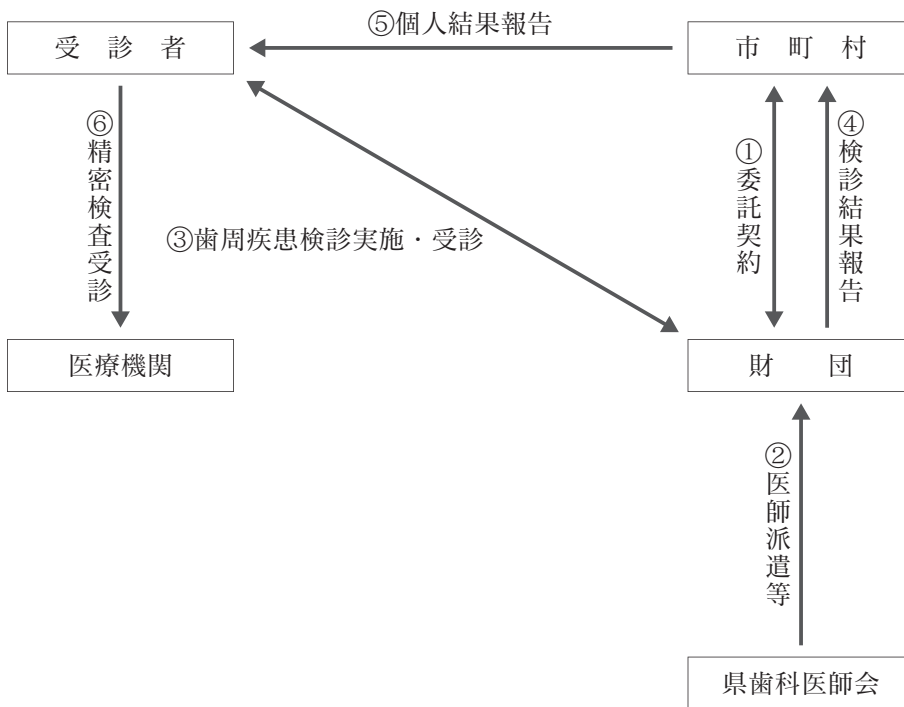 ⑤個人結果報告
受診者
市町村
⑥精密検査受診
①委託契約
④検診結果報告
③歯周疾患検診実施・受診
医療機関
財団
②医師派遣等
県歯科医師会